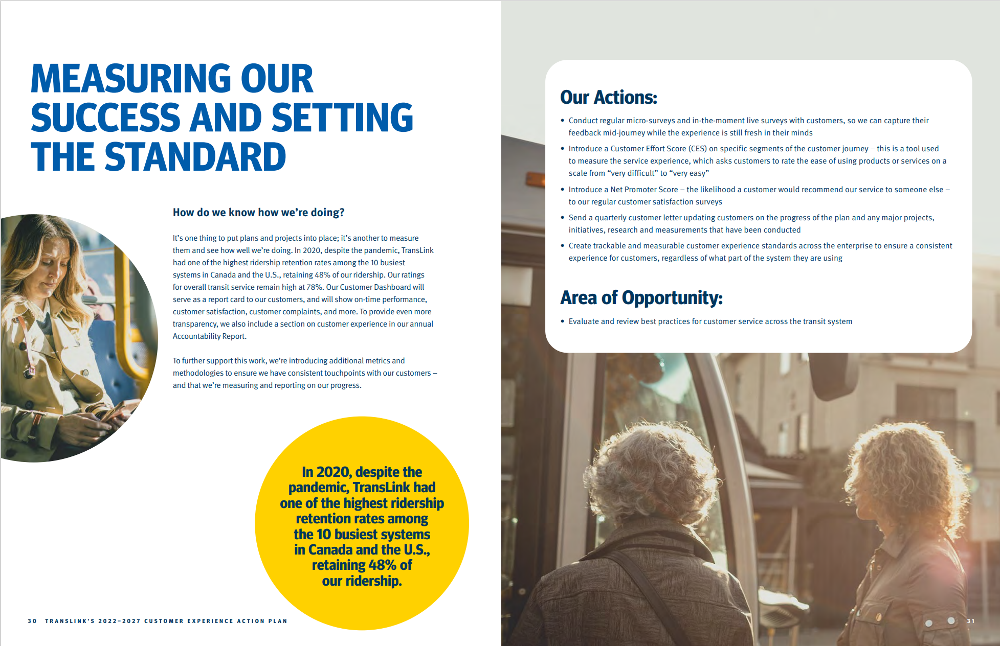 MEASURING OUR
SUCCESS AND SETTING
THE STANDARD
How do we know how we’re doing?
It’s one thing to put plans and projects into place; it’s another to measure
them and see how well we’re doing. In 2020, despite the pandemic, TransLink
had one of the highest ridership retention rates among the 10 busiest
systems in Canada and the U.S., retaining 48% of our ridership. Our ratings
for overall transit service remain high at 78%. Our Customer Dashboard will
serve as a report card to our customers, and will show on-time performance,
customer satisfaction, customer complaints, and more. To provide even more
transparency, we also include a section on customer experience in our annual
Accountability Report.
To further support this work, we’re introducing additional metrics and
methodologies to ensure we have consistent touchpoints with our customers –
and that we’re measuring and reporting on our progress.
In 2020, despite the
pandemic, TransLink had
one of the highest ridership
retention rates among
the 10 busiest systems
in Canada and the U.S.,
retaining 48% of
our ridership.
30 TRANSLINK'S 2022–2027 CUSTOMER EXPERIENCE ACTION PLAN
Our Actions:
• Conduct regular micro-surveys and in-the-moment live surveys with customers, so we can capture their
feedback mid-journey while the experience is still fresh in their minds
• Introduce a Customer Effort Score (CES) on specific segments of the customer journey – this is a tool used
to measure the service experience, which asks customers to rate the ease of using products or services on a
scale from “very difficult” to “very easy”
• Introduce a Net Promoter Score – the likelihood a customer would recommend our service to someone else –
to our regular customer satisfaction surveys
• Send a quarterly customer letter updating customers on the progress of the plan and any major projects,
initiatives, research and measurements that have been conducted
• Create trackable and measurable customer experience standards across the enterprise to ensure a consistent
experience for customers, regardless of what part of the system they are using
Area of Opportunity:
• Evaluate and review best practices for customer service across the transit system
31